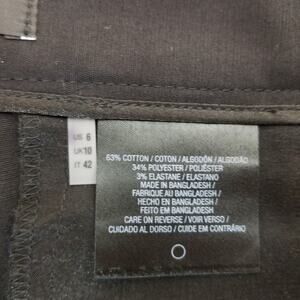 US 6
UK 10
IT 42
63% COTTON / COTON / ALGODÓN / ALGODÃO
34% POLYESTER / POLIÉSTER
3% ELASTANE / ELASTANO
MADE IN BANGLADESH /
FABRIQUE AU BANGLADESH /
HECHO EN BANGLADESH /
FEITO EM BANGLADESH
CARE ON REVERSE / VOIR VERSO /
CUIDADO AL DORSO / CUIDE EM CONTRÁRIO